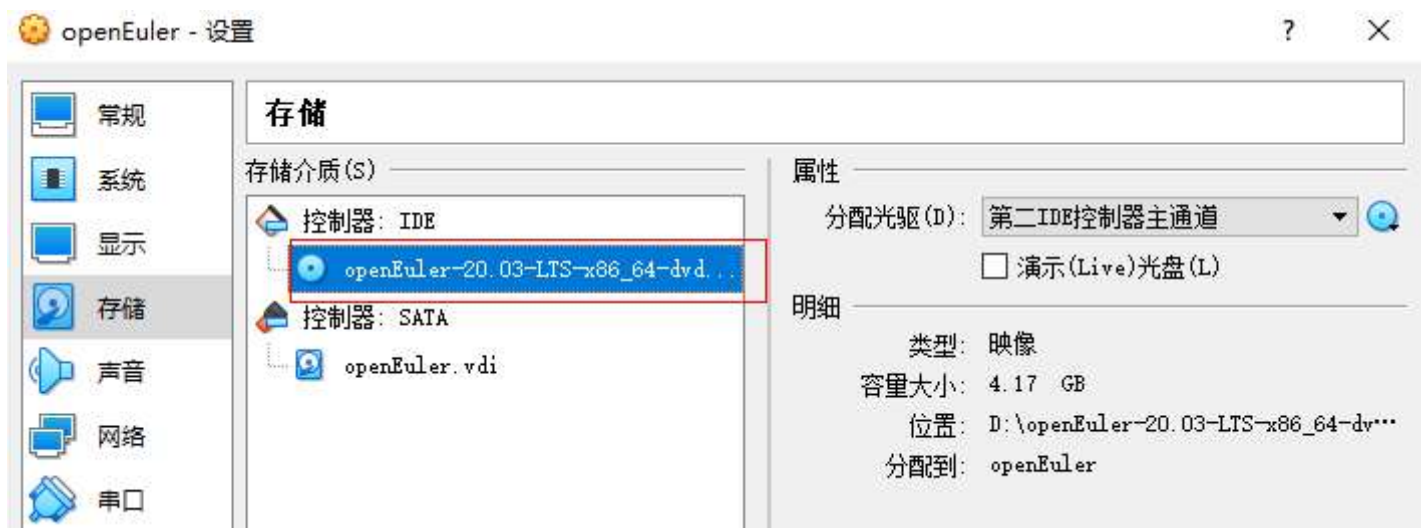 openEuler - 设置
?
×
常规
系统
显示
存储
声音
网络
串口
存储
存储介质(S)
控制器: IDE
openEuler-20.03-LTS-x86_64-dvd...
控制器: SATA
openEuler.vdi
属性
分配光驱(D): 第二IDE控制器主通道
演示(Live)光盘(L)
明细
类型: 映像
容量大小: 4.17 GB
位置: D:\openEuler-20.03-LTS-x86_64-dv…
分配到: openEuler